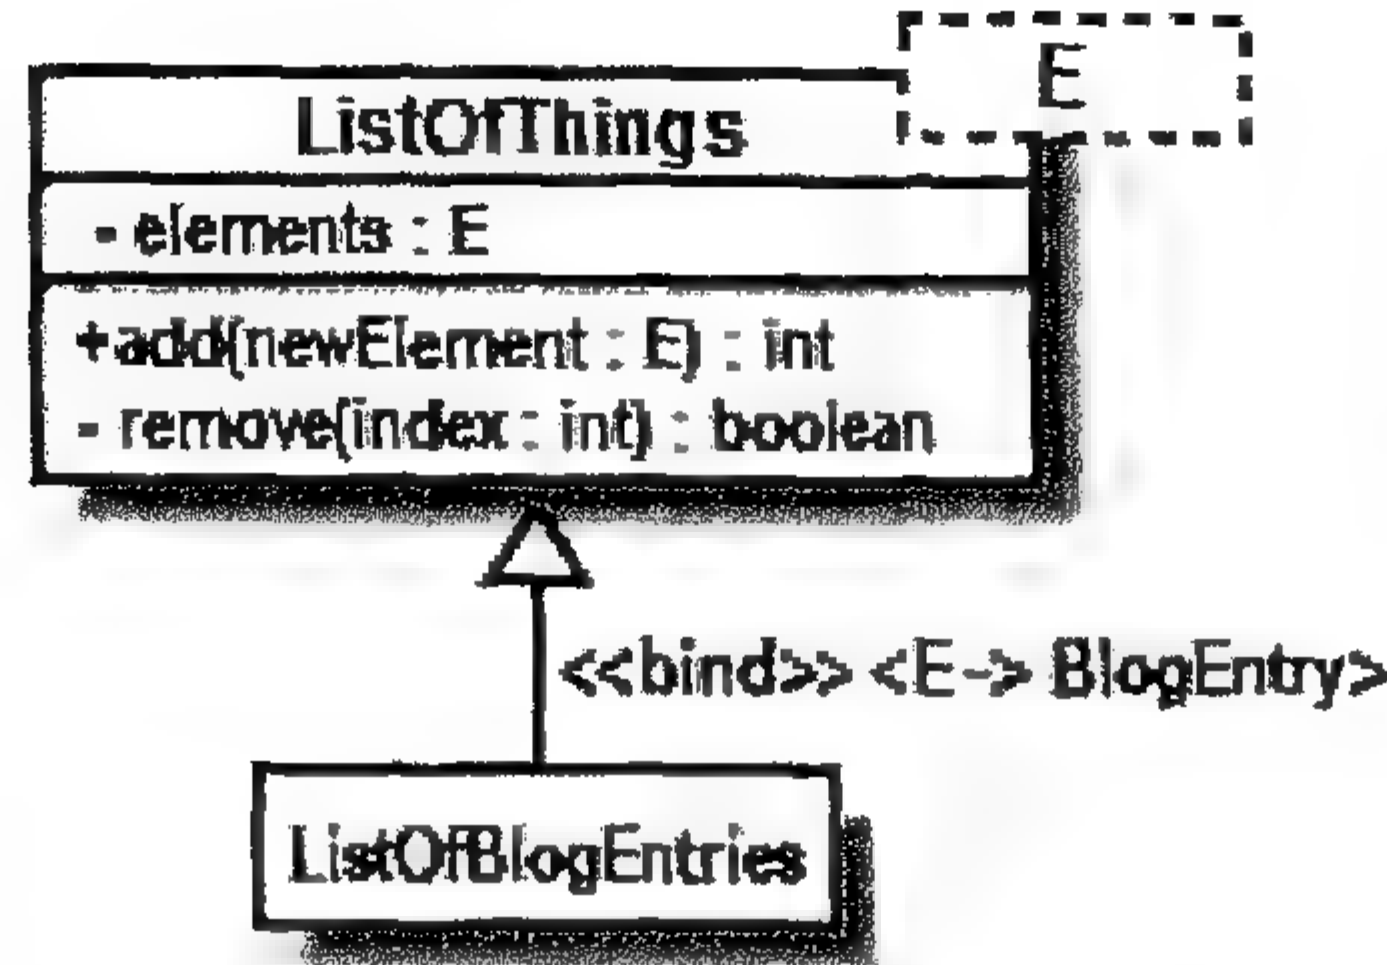 E
ListOfThings
- elements : E
+add(newElement : E) : int
- remove(index : int) : boolean
<<bind>> <E-> BlogEntry>
ListOfBlogEntries